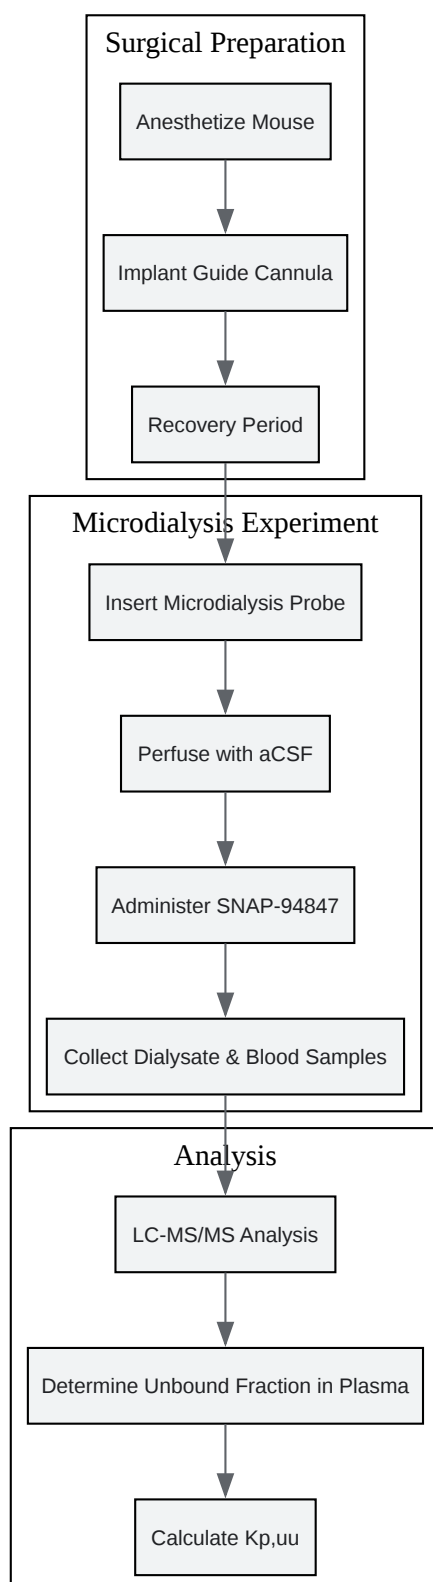 Surgical Preparation
Anesthetize Mouse
Implant Guide Cannula
Recovery Period
Microdialysis Experiment
Insert Microdialysis Probe
Perfuse with aCSF
Administer SNAP-94847
Collect Dialysate & Blood Samples
Analysis
LC-MS/MS Analysis
Determine Unbound Fraction in Plasma
Calculate Kp,uu